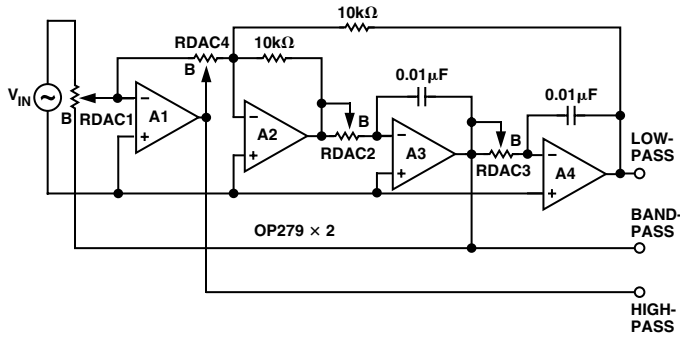 10kΩ
RDAC4
10kΩ
B
0.01µF
0.01µF
VIN
B
RDAC1
–
+
A1
–
+
A2
B
RDAC2
–
+
A3
B
RDAC3
–
+
A4
LOW-
PASS
OP279 × 2
BAND-
PASS
HIGH-
PASS